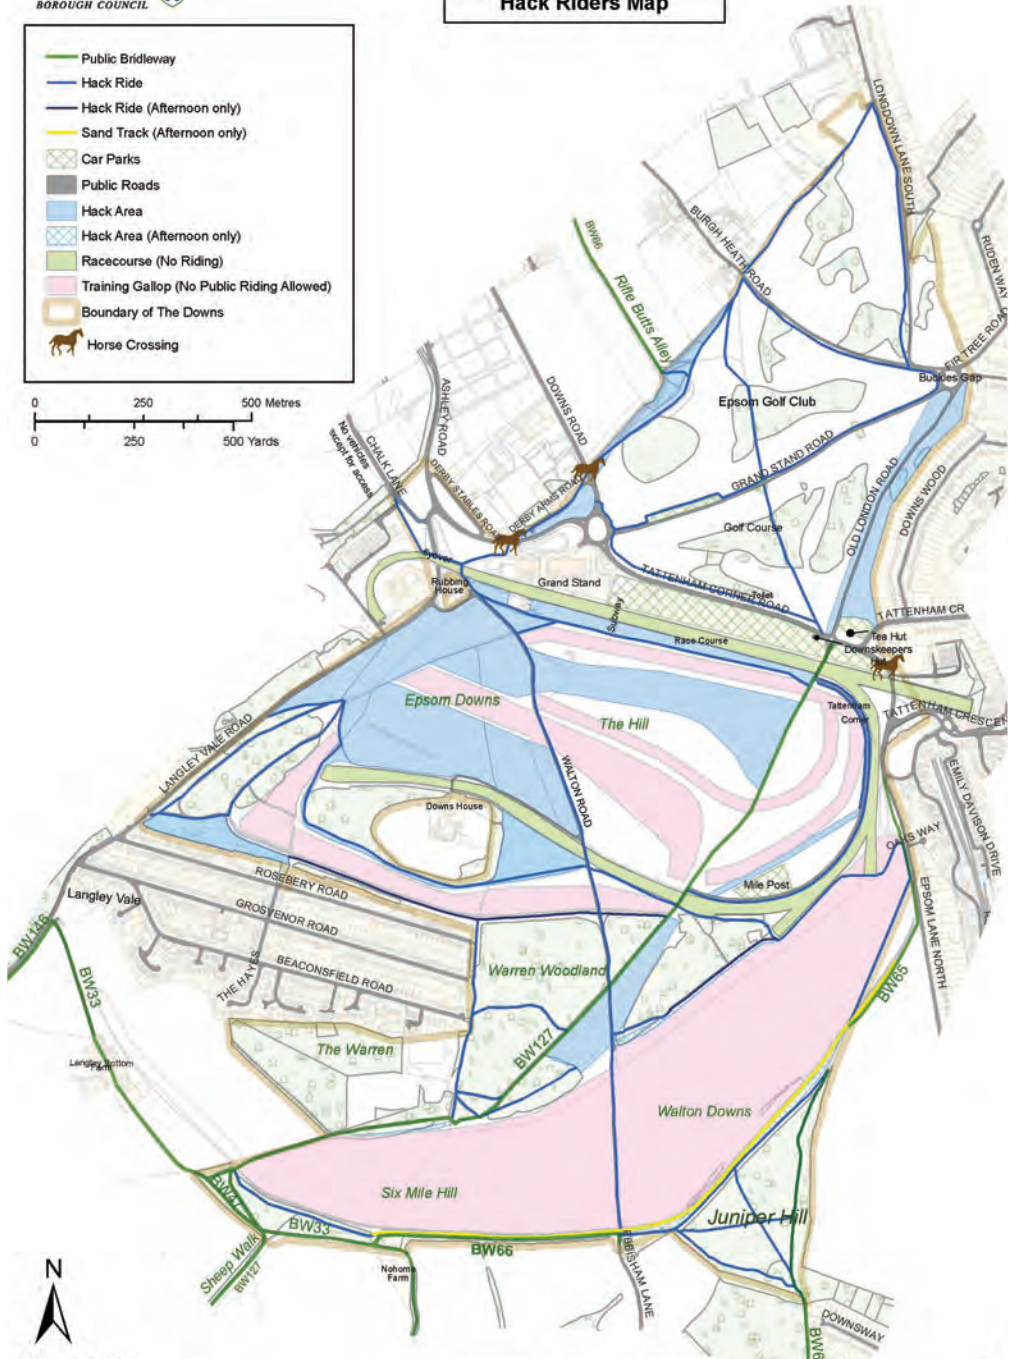 BOROUGH COUNCIL
Hack Riders Map
Public Bridleway
Hack Ride
Hack Ride (Afternoon only)
Sand Track (Afternoon only)
Car Parks
Public Roads
Hack Area
Hack Area (Afternoon only)
Racecourse (No Riding)
Training Gallop (No Public Riding Allowed)
Boundary of The Downs
Horse Crossing
0 250 500 Metres
0 250 500 Yards
LONGDOWN LANE SOUTH
BURGH HEATH ROAD
RUDEN WAY
BW66
Rifle Butts Alley
FIR TREE ROAD
Buckles Gap
ASHLEY ROAD
DOWNS ROAD
Epsom Golf Club
No vehicles
except for access
CHALK LANE
GRAND STAND ROAD
DERBY STABLES ROAD
DERBY ARMS ROAD
OLD LONDON ROAD
DOWNS WOOD
Golf Course
Rubbing
House
Grand Stand
TATTENHAM CORNER ROAD
Toilet
Subway
TATTENHAM CR
Tea Hut
Downskeepers
Race Course
Epsom Downs
The Hill
Tattenham
Corner
TATTENHAM CRESCEN
LANGLEY VALE ROAD
WALTON ROAD
EMILY DAVISON DRIVE
Downs House
OAKS WAY
ROSEBERY ROAD
Mile Post
Langley Vale
GROSVENOR ROAD
EPSOM LANE NORTH
BW146
BEACONSFIELD ROAD
THE HAYES
Warren Woodland
BW33
BW65
BW127
The Warren
Langley Bottom
Farm
Walton Downs
Six Mile Hill
BW47
Juniper Hill
BW33
BW66
Sheep Walk
BW127
Nohome
Farm
EBBISHAM LANE
N
DOWNSWAY
BW6